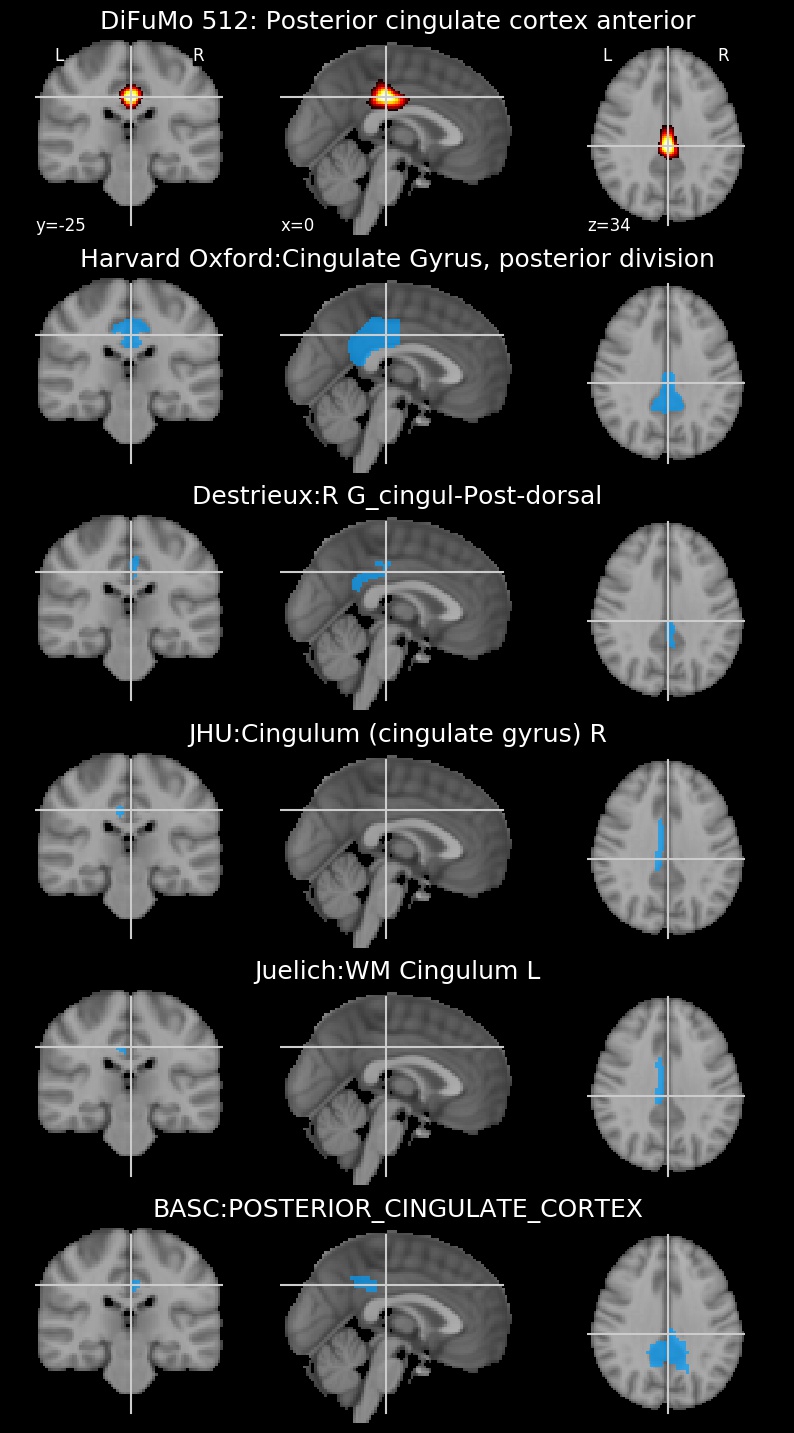 DiFuMo 512: Posterior cingulate cortex anterior
L R L R
y=-25 x=0 z=34
Harvard Oxford:Cingulate Gyrus, posterior division
Destrieux:R G_cingul-Post-dorsal
JHU:Cingulum (cingulate gyrus) R
Juelich:WM Cingulum L
BASC:POSTERIOR_CINGULATE_CORTEX